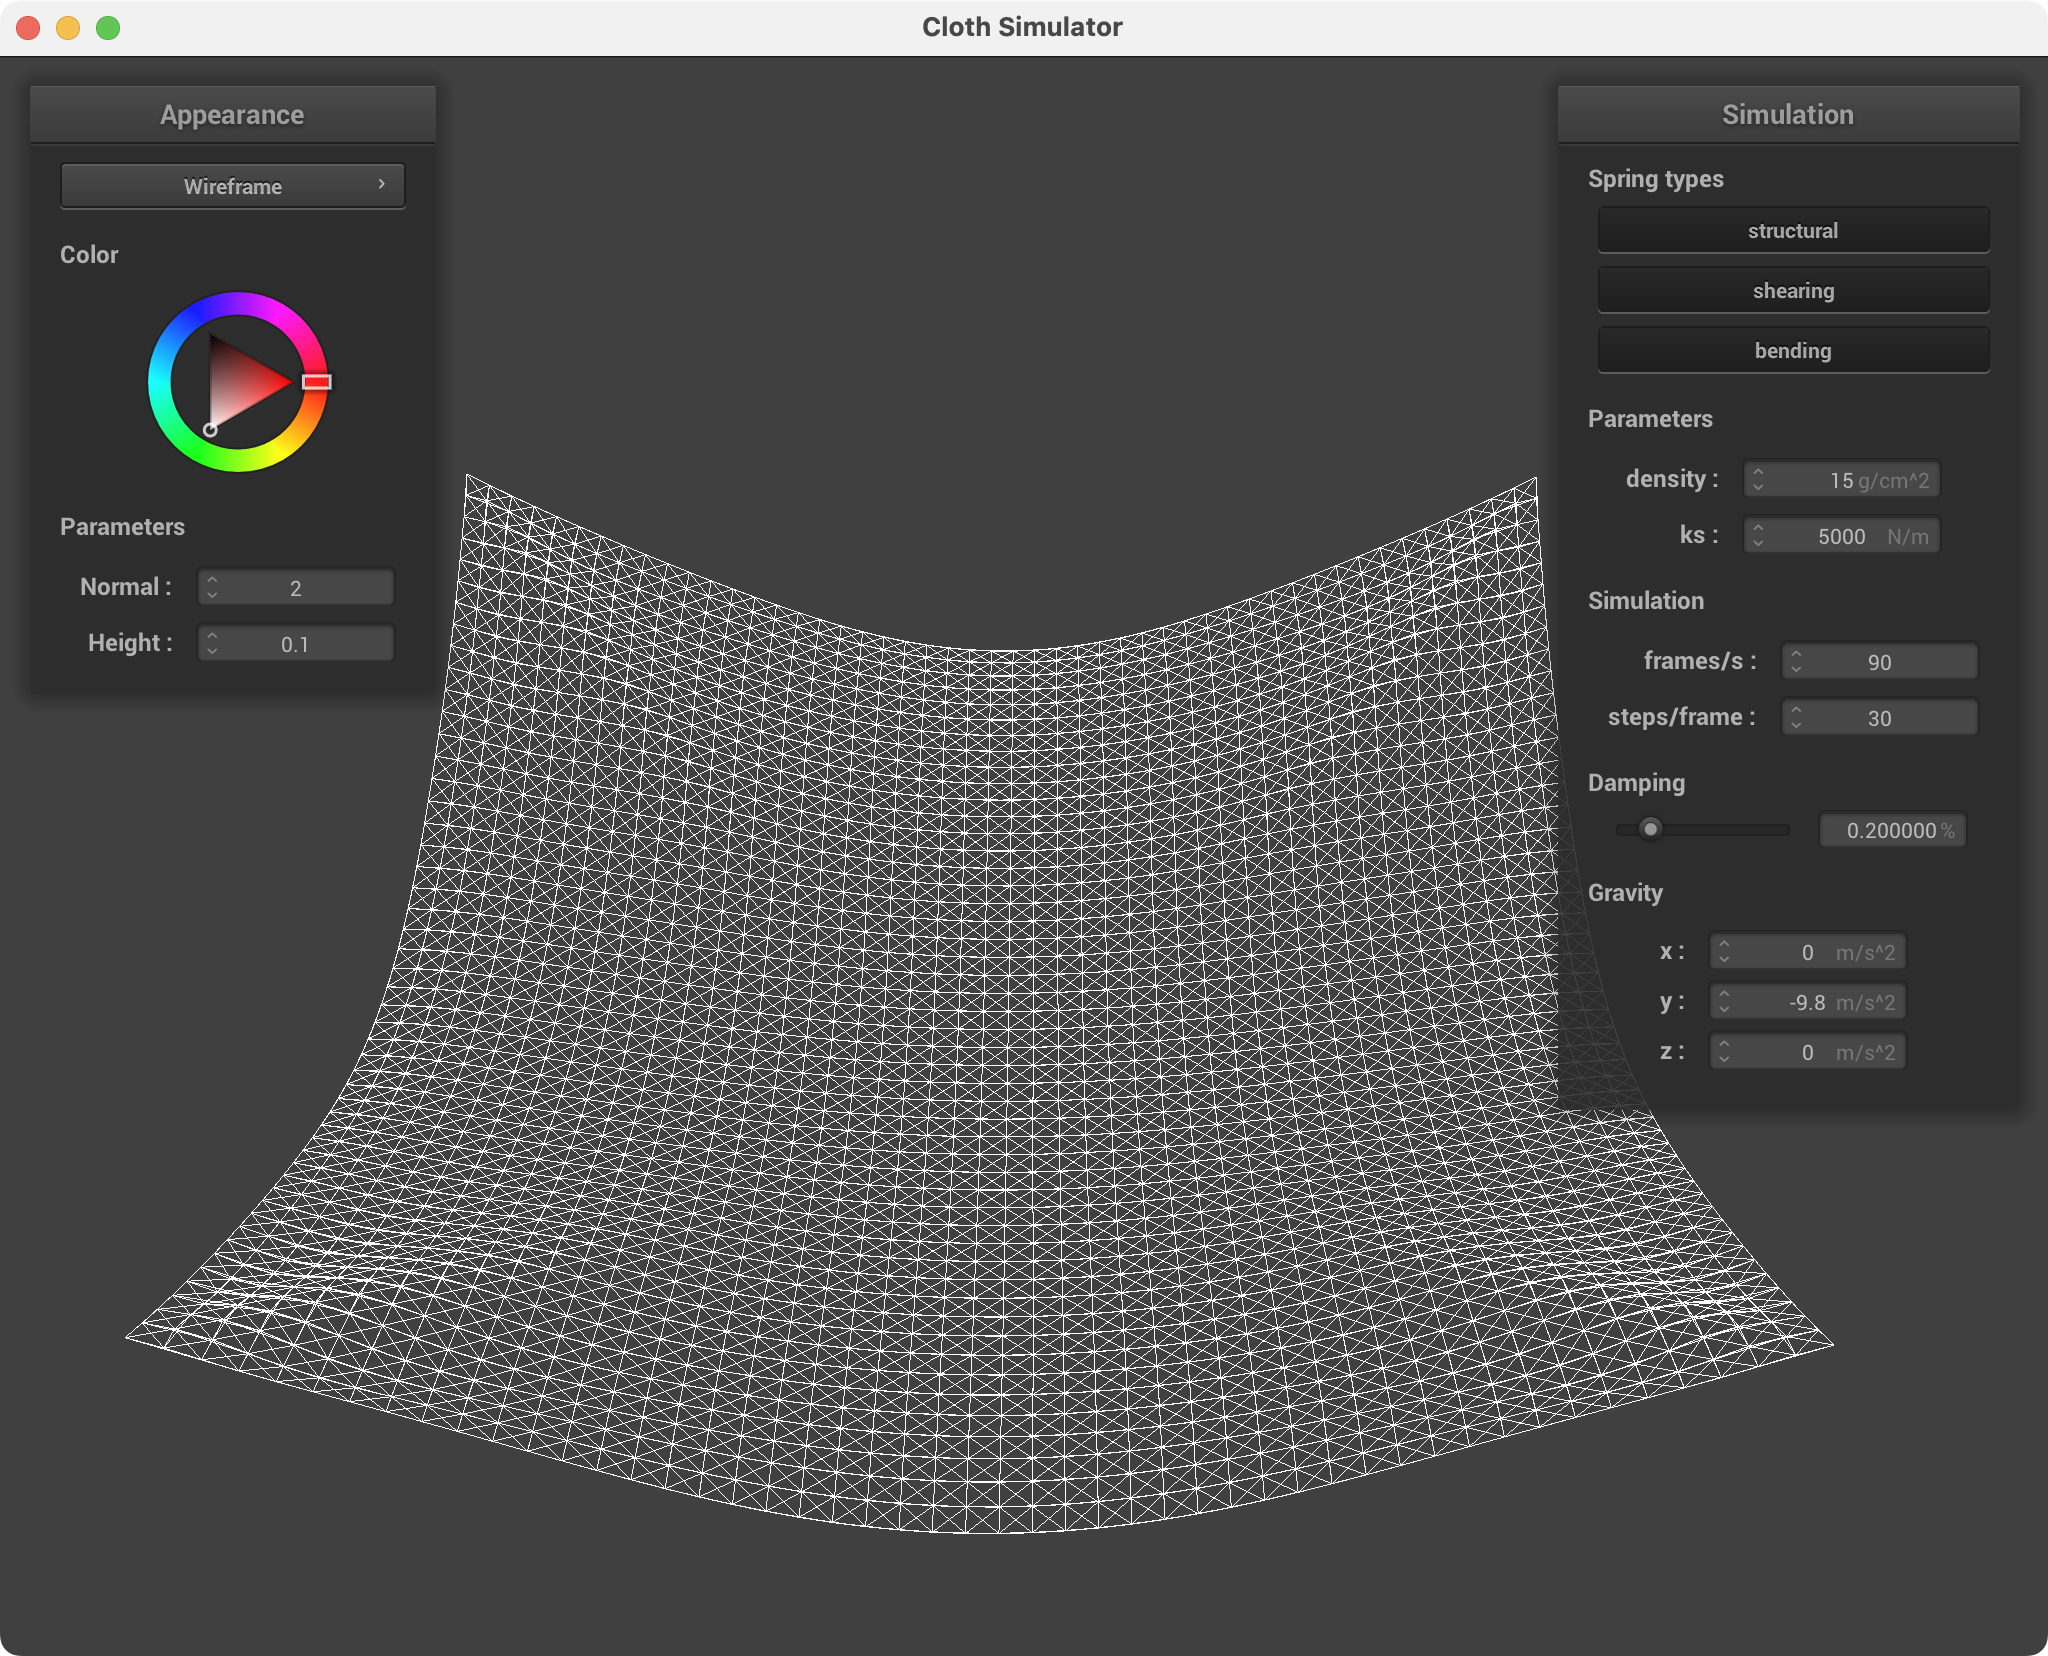 Cloth Simulator
Appearance
Wireframe
Color
Parameters
Normal : 2
Height : 0.1
Simulation
Spring types
structural
shearing
bending
Parameters
density : 15 g/cm^2
ks : 5000 N/m
Simulation
frames/s : 90
steps/frame : 30
Damping
0.200000 %
Gravity
x : 0 m/s^2
y : -9.8 m/s^2
z : 0 m/s^2